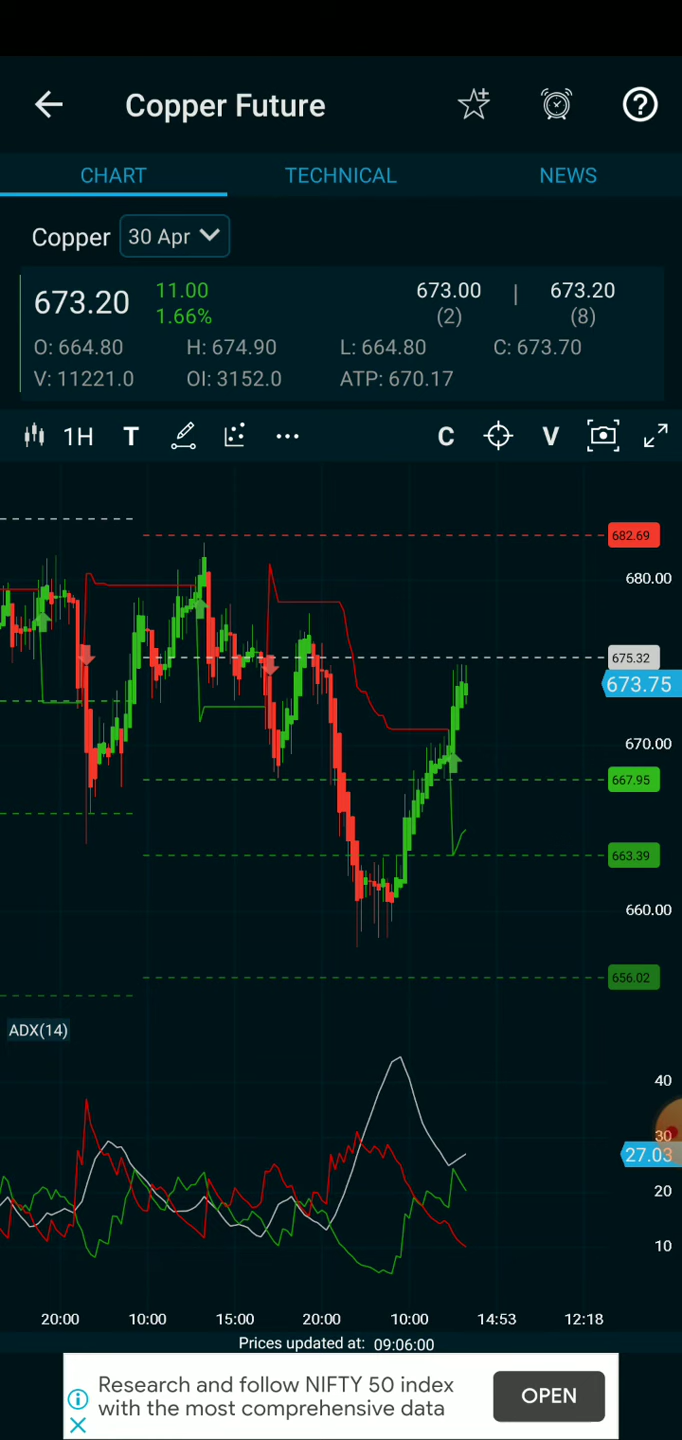 Copper Future
CHART TECHNICAL NEWS
Copper 30 Apr
673.20 11.00 1.66% 673.00 (2) | 673.20 (8)
O: 664.80 H: 674.90 L: 664.80 C: 673.70
V: 11221.0 OI: 3152.0 ATP: 670.17
1H T C V
682.69
680.00
675.32
673.75
670.00
667.95
663.39
660.00
656.02
ADX(14)
40
30
27.03
20
10
20:00 10:00 15:00 20:00 10:00 14:53 12:18
Prices updated at: 09:06:00
Research and follow NIFTY 50 index
with the most comprehensive data
OPEN